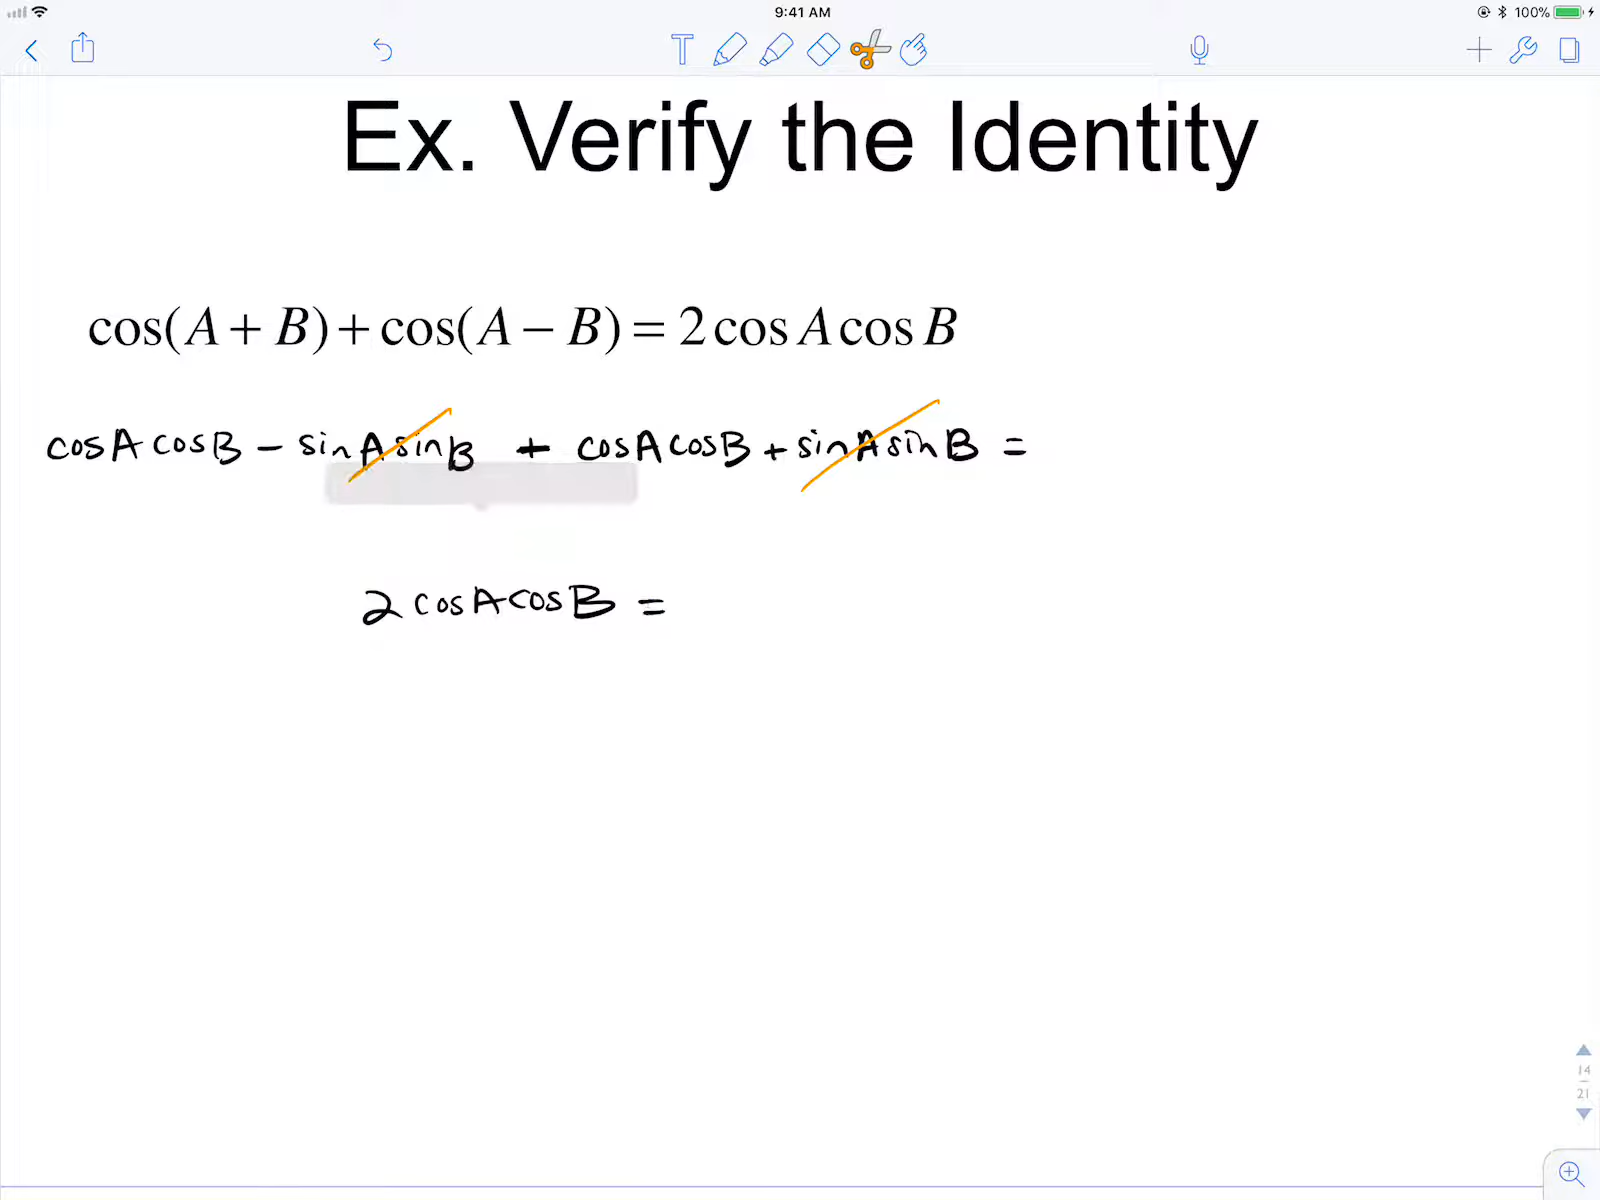 9:41 AM
100%
T
Ex. Verify the Identity
cos(A + B) + cos(A − B) = 2 cos A cos B
cosA cosB − sinA sinB + cosA cosB + sinA sinB =
2 cosA cosB =
14
21